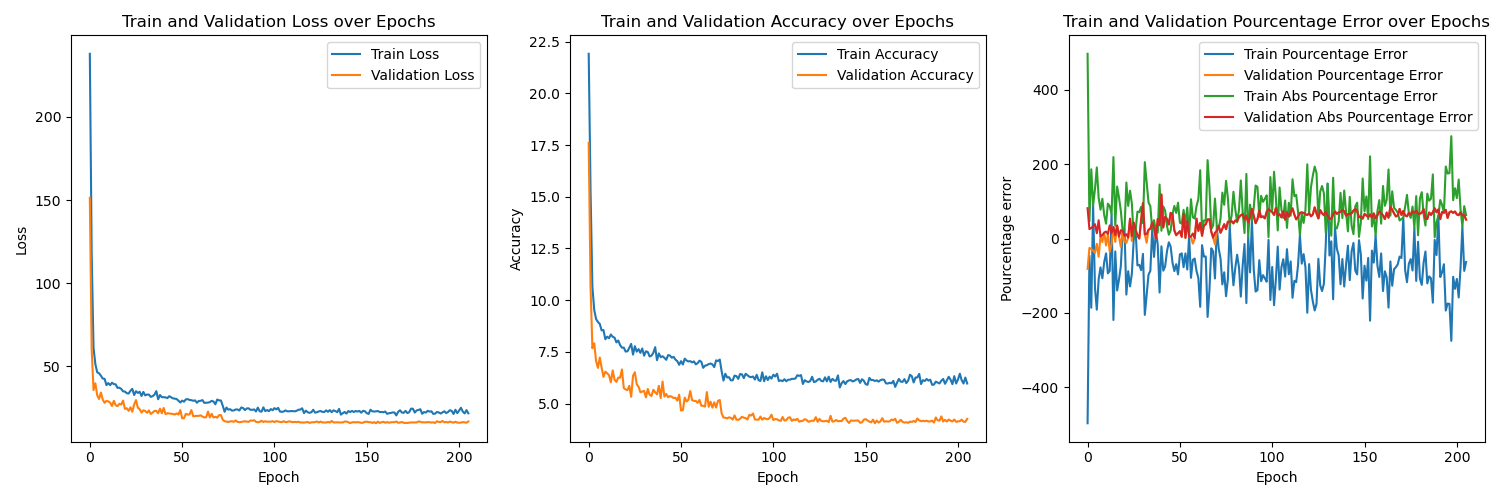 Train and Validation Loss over Epochs
Train Loss
Validation Loss
Loss
200
150
100
50
0
50
100
150
200
Epoch
Train and Validation Accuracy over Epochs
Train Accuracy
Validation Accuracy
Accuracy
22.5
20.0
17.5
15.0
12.5
10.0
7.5
5.0
0
50
100
150
200
Epoch
Train and Validation Pourcentage Error over Epochs
Train Pourcentage Error
Validation Pourcentage Error
Train Abs Pourcentage Error
Validation Abs Pourcentage Error
Pourcentage error
400
200
0
−200
−400
0
50
100
150
200
Epoch